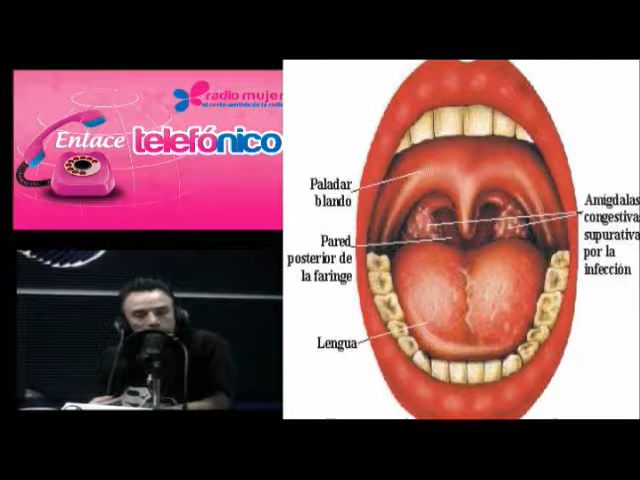 radio mujer
Enlace telefónico
Paladar
blando
Pared
posterior de
la faringe
Lengua
Amígdalas
congestiva
supurativa
por la
infección